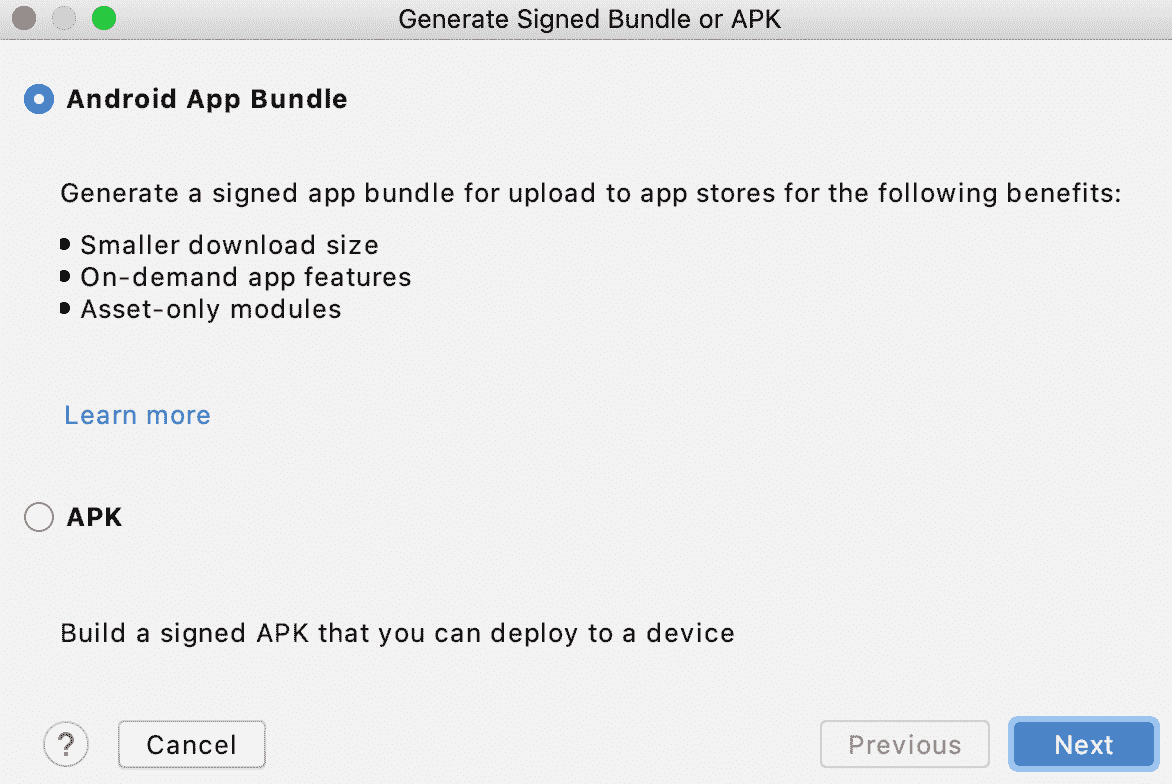 Generate Signed Bundle or APK
Android App Bundle
Generate a signed app bundle for upload to app stores for the following benefits:
• Smaller download size
• On-demand app features
• Asset-only modules
Learn more
APK
Build a signed APK that you can deploy to a device
? Cancel Previous Next